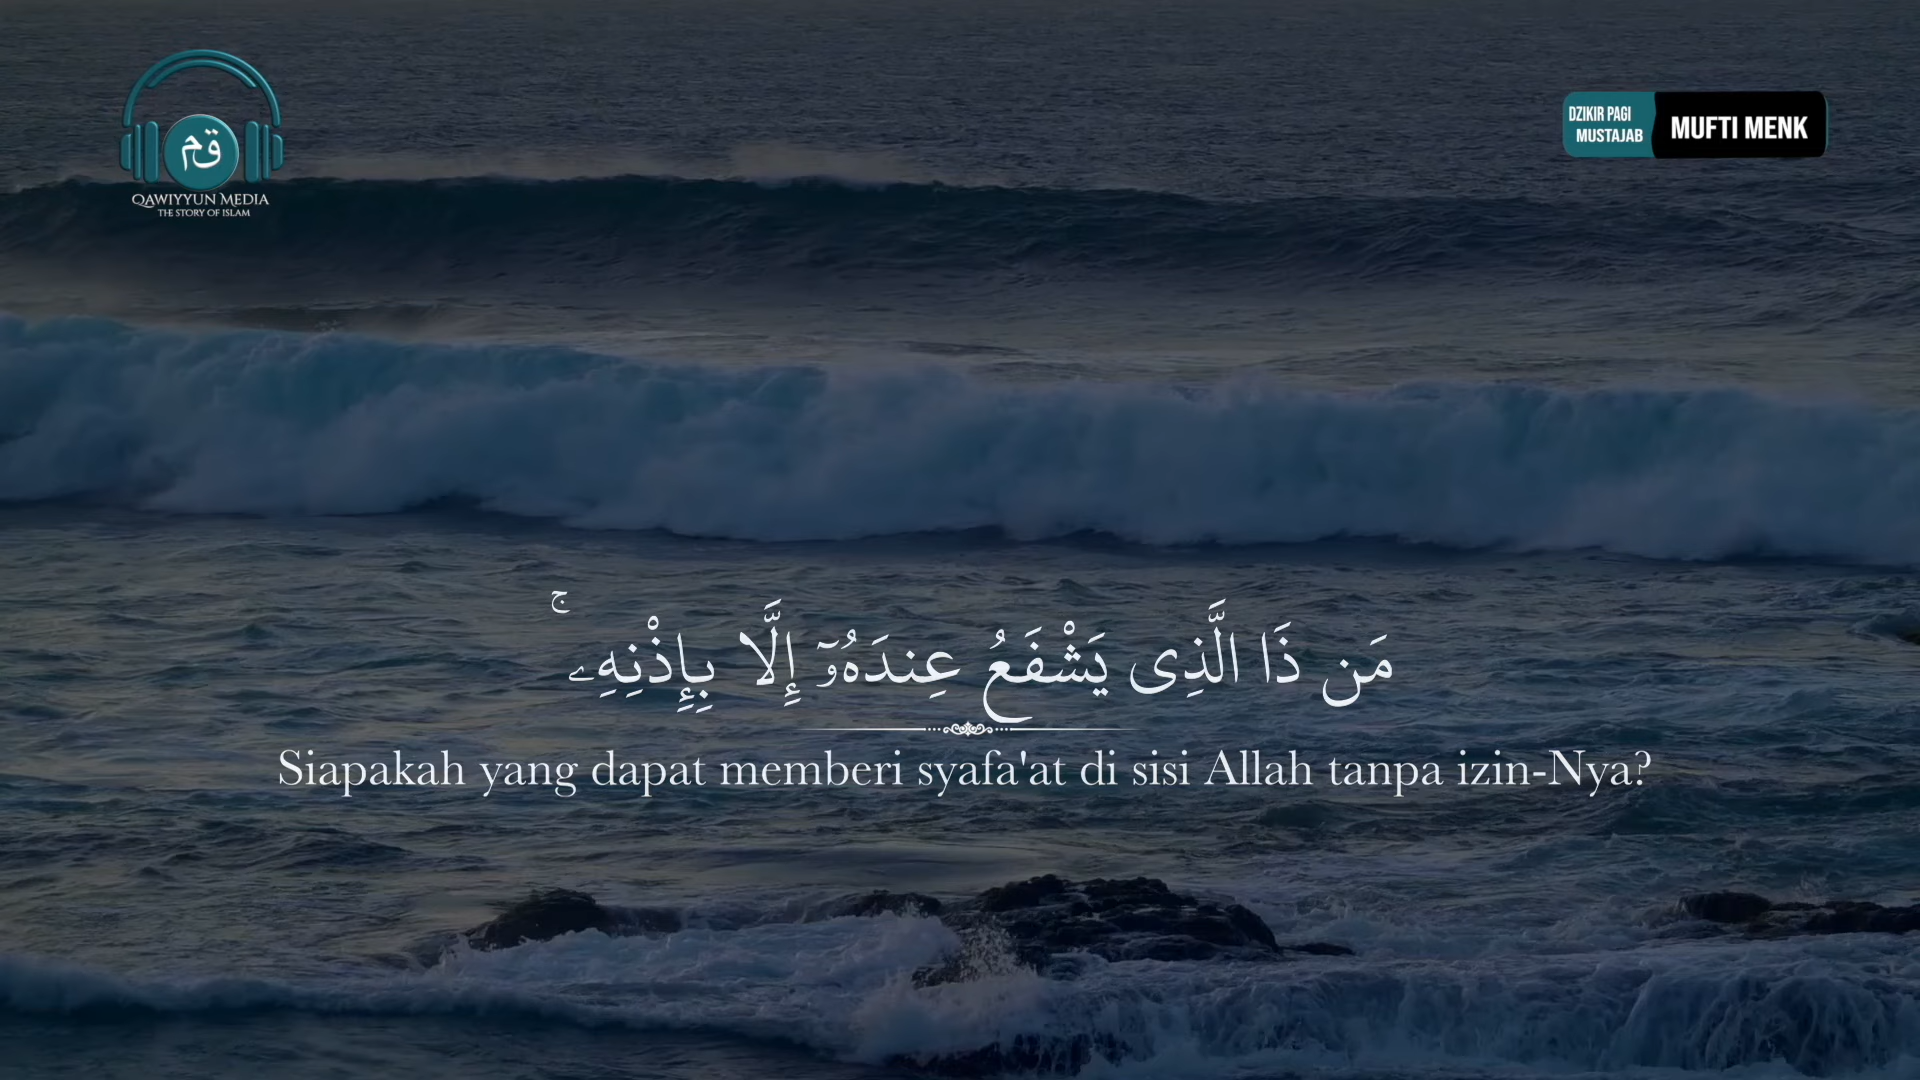 قم
QAWIYYUN MEDIA
THE STORY OF ISLAM
DZIKIR PAGI
MUSTAJAB
MUFTI MENK
مَن ذَا الَّذِى يَشْفَعُ عِندَهُۥٓ إِلَّا بِإِذْنِهِۦ ۚ
Siapakah yang dapat memberi syafa'at di sisi Allah tanpa izin-Nya?